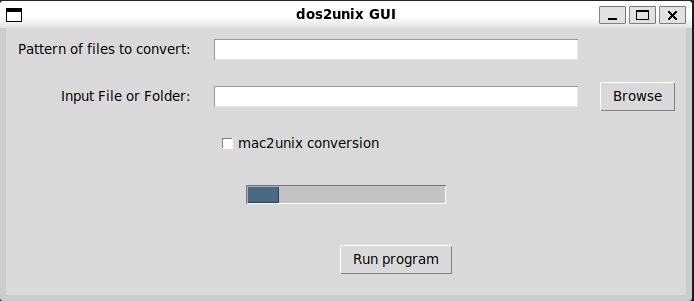 dos2unix GUI
Pattern of files to convert:
Input File or Folder: Browse
mac2unix conversion
Run program